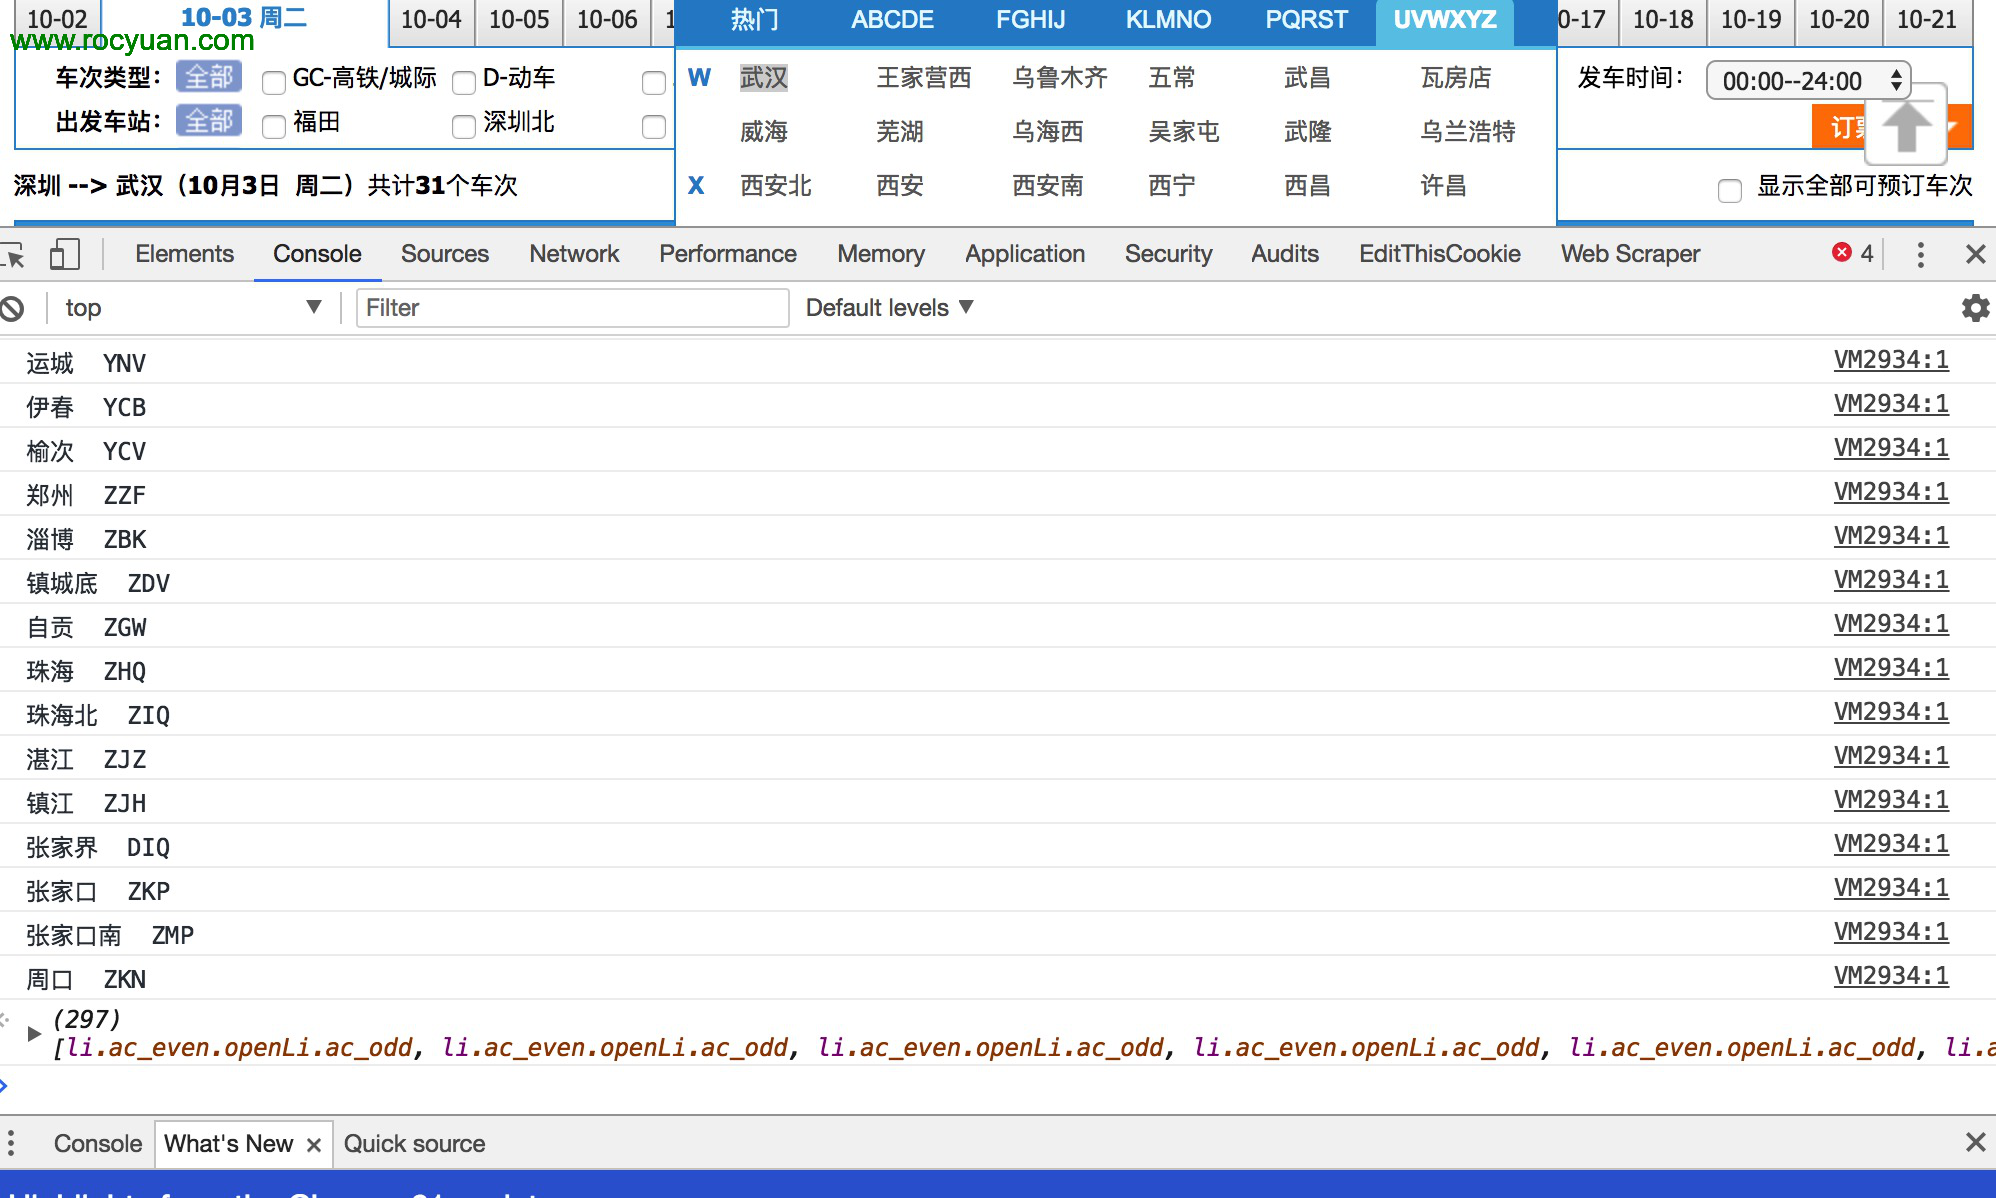 10-02 10-03 周二 10-04 10-05 10-06 热门 ABCDE FGHIJ KLMNO PQRST UVWXYZ 0-17 10-18 10-19 10-20 10-21
www.rocyuan.com
车次类型： 全部 GC-高铁/城际 D-动车 W 武汉 王家营西 乌鲁木齐 五常 武昌 瓦房店 发车时间： 00:00--24:00
出发车站： 全部 福田 深圳北 威海 芜湖 乌海西 吴家屯 武隆 乌兰浩特 订票
深圳 --> 武汉（10月3日 周二）共计31个车次 X 西安北 西安 西安南 西宁 西昌 许昌 显示全部可预订车次
Elements Console Sources Network Performance Memory Application Security Audits EditThisCookie Web Scraper 4
top Filter Default levels
运城 YNV VM2934:1
伊春 YCB VM2934:1
榆次 YCV VM2934:1
郑州 ZZF VM2934:1
淄博 ZBK VM2934:1
镇城底 ZDV VM2934:1
自贡 ZGW VM2934:1
珠海 ZHQ VM2934:1
珠海北 ZIQ VM2934:1
湛江 ZJZ VM2934:1
镇江 ZJH VM2934:1
张家界 DIQ VM2934:1
张家口 ZKP VM2934:1
张家口南 ZMP VM2934:1
周口 ZKN VM2934:1
(297)
[li.ac_even.openLi.ac_odd, li.ac_even.openLi.ac_odd, li.ac_even.openLi.ac_odd, li.ac_even.openLi.ac_odd, li.ac_even.openLi.ac_odd, li.a
Console What's New Quick source